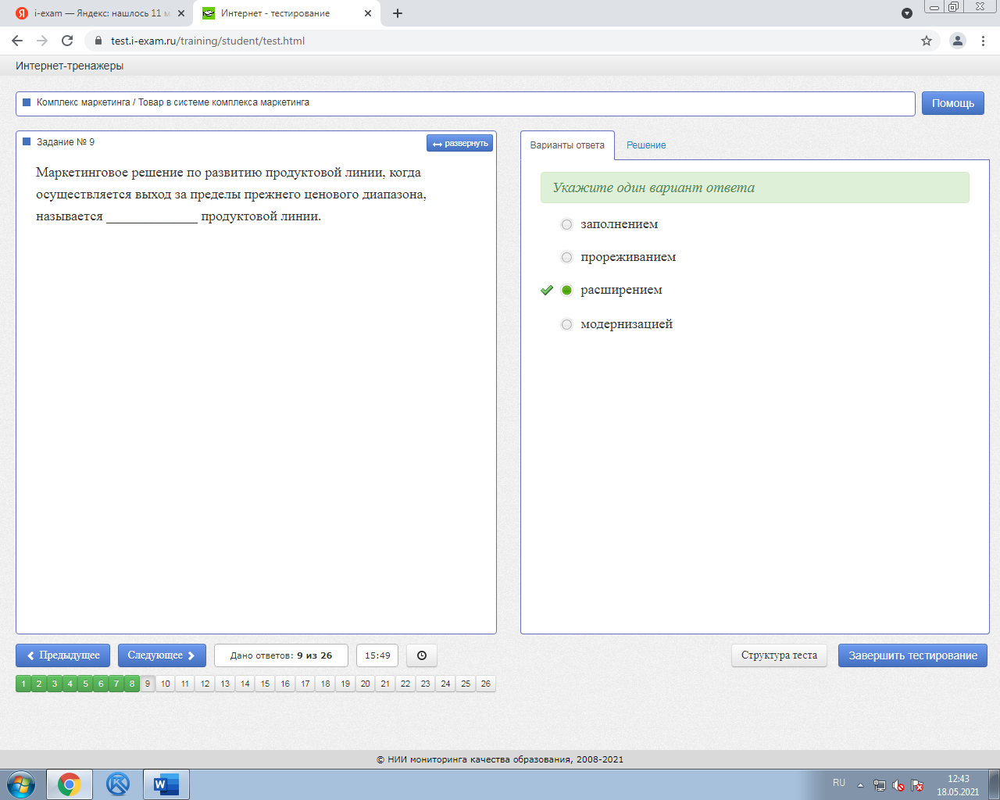 i-exam — Яндекс: нашлось 11 м
Интернет - тестирование
test.i-exam.ru/training/student/test.html
Интернет-тренажеры
Комплекс маркетинга / Товар в системе комплекса маркетинга
Помощь
Задание № 9
развернуть
Маркетинговое решение по развитию продуктовой линии, когда
осуществляется выход за пределы прежнего ценового диапазона,
называется _____________ продуктовой линии.
Варианты ответа
Решение
Укажите один вариант ответа
заполнением
прореживанием
расширением
модернизацией
Предыдущее
Следующее
Дано ответов: 9 из 26
15:49
Структура теста
Завершить тестирование
1 2 3 4 5 6 7 8 9 10 11 12 13 14 15 16 17 18 19 20 21 22 23 24 25 26
© НИИ мониторинга качества образования, 2008-2021
RU
12:43
18.05.2021